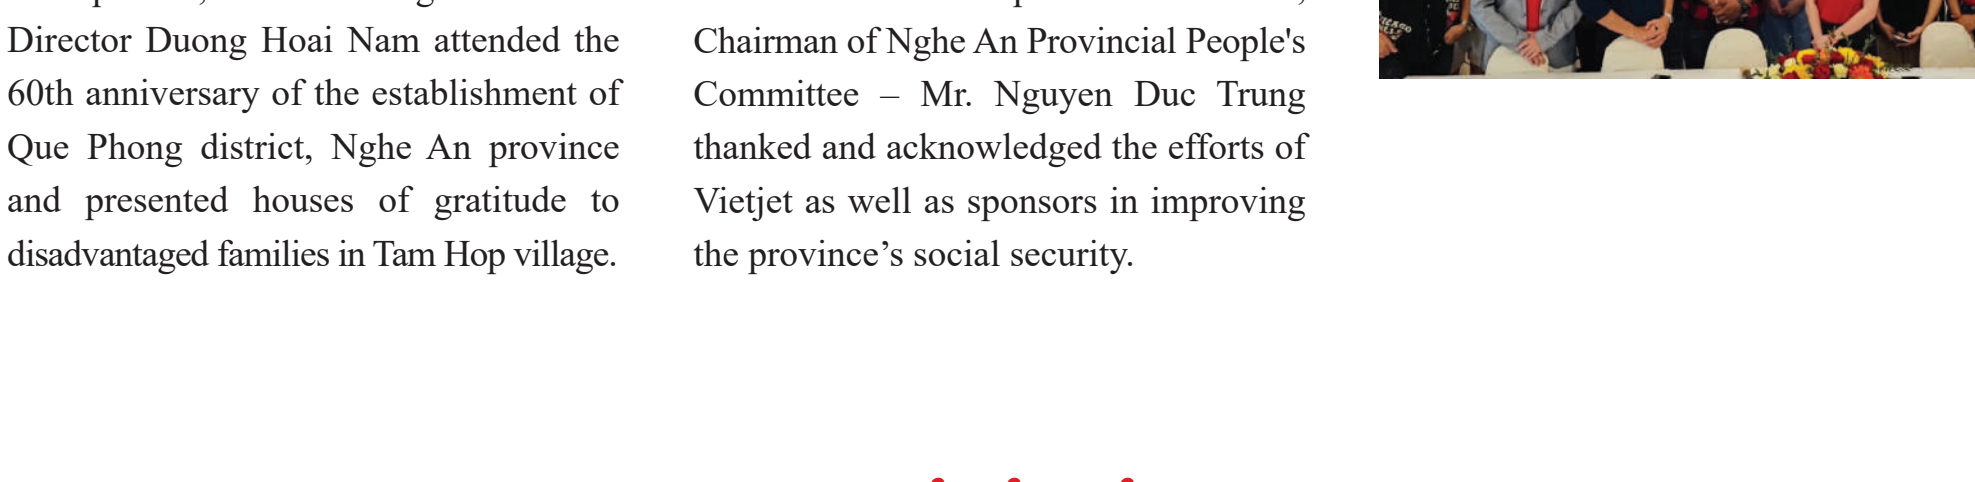 Director Duong Hoai Nam attended the
60th anniversary of the establishment of
Que Phong district, Nghe An province
and presented houses of gratitude to
disadvantaged families in Tam Hop village.
Chairman of Nghe An Provincial People's
Committee – Mr. Nguyen Duc Trung
thanked and acknowledged the efforts of
Vietjet as well as sponsors in improving
the province’s social security.